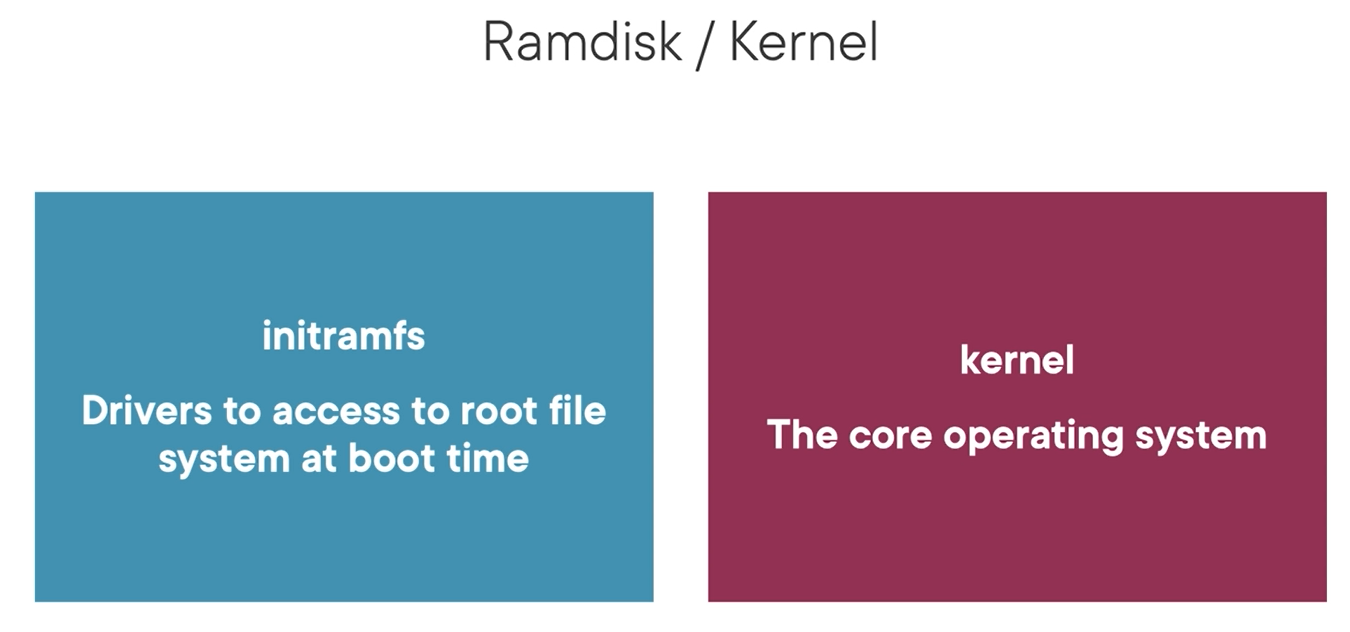 Ramdisk / Kernel
initramfs
Drivers to access to root file
system at boot time
kernel
The core operating system